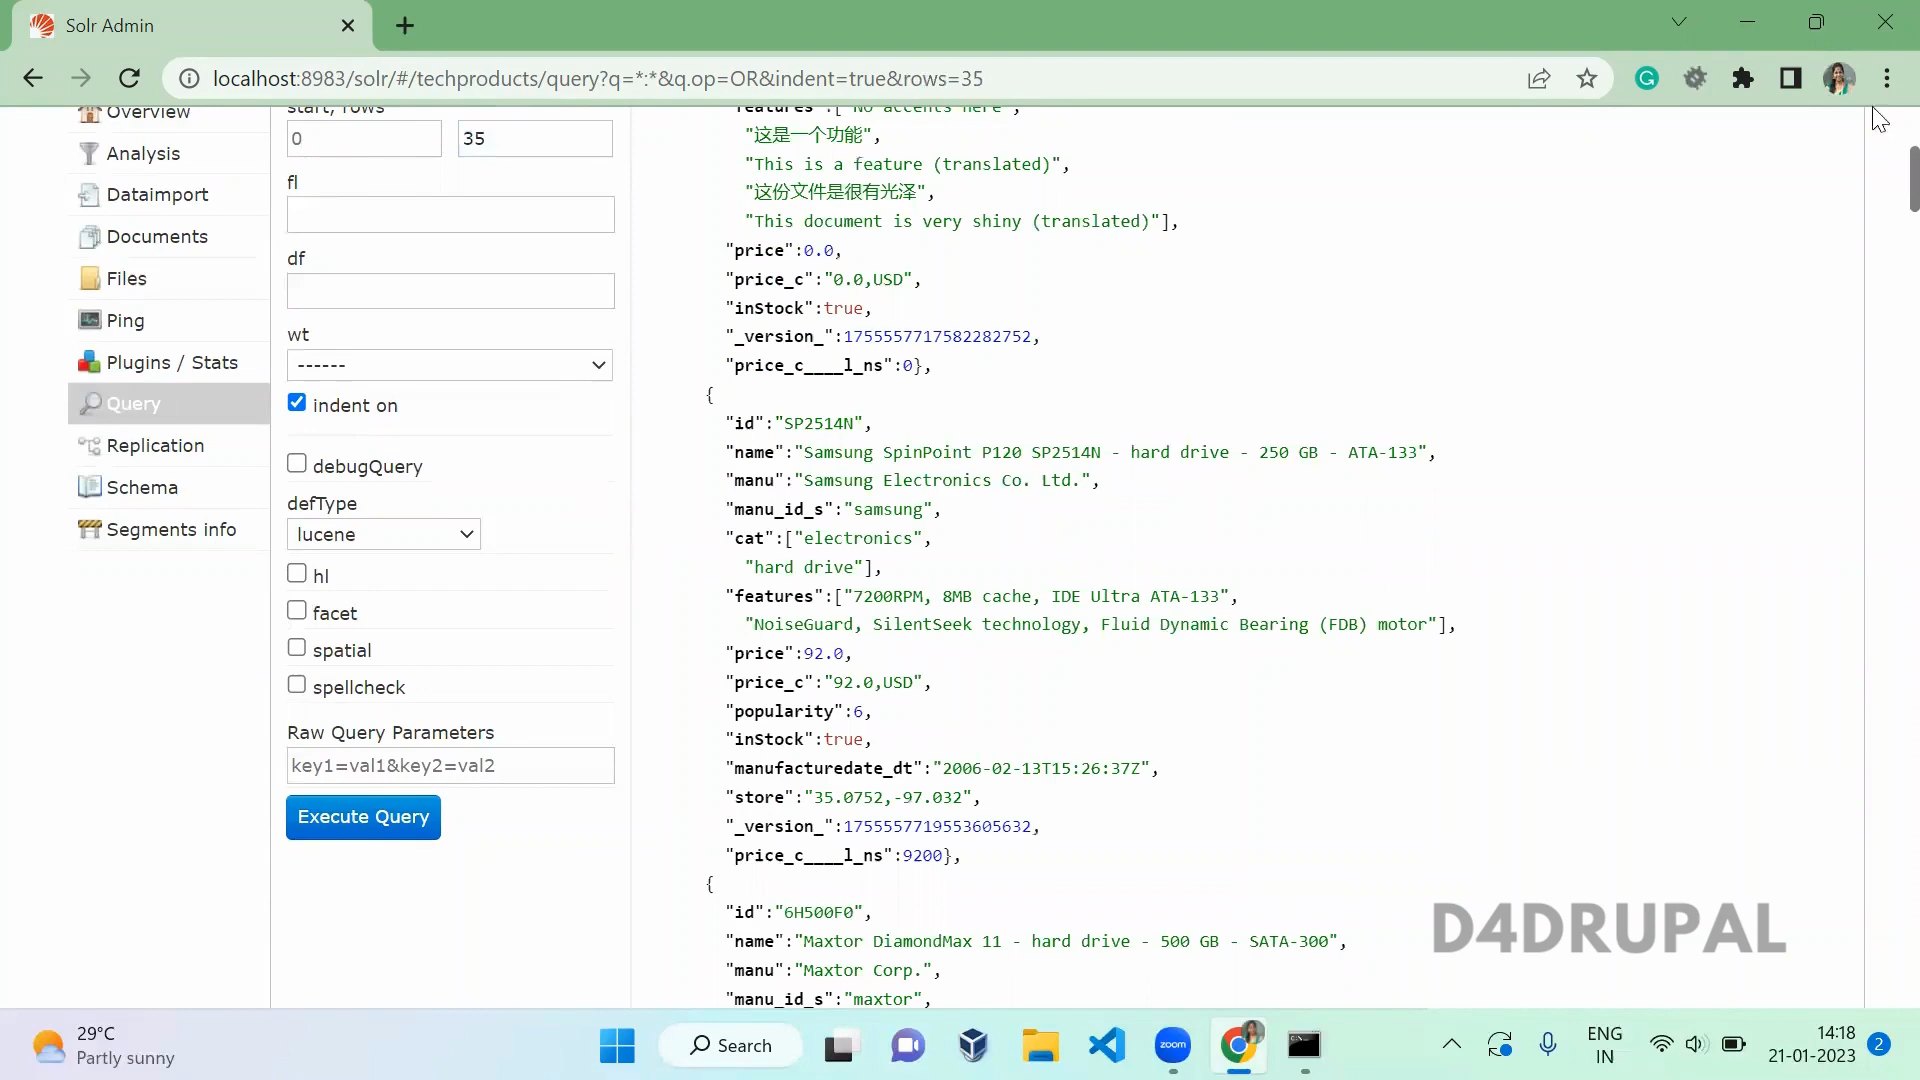 Solr Admin
localhost:8983/solr/#/techproducts/query?q=*:*&q.op=OR&indent=true&rows=35
Overview
Analysis
Dataimport
Documents
Files
Ping
Plugins / Stats
Query
Replication
Schema
Segments info
start, rows
0
35
fl
df
wt
------
indent on
debugQuery
defType
lucene
hl
facet
spatial
spellcheck
Raw Query Parameters
key1=val1&key2=val2
Execute Query
"features":["No accents here",
"这是一个功能",
"This is a feature (translated)",
"这份文件是很有光泽",
"This document is very shiny (translated)"],
"price":0.0,
"price_c":"0.0,USD",
"inStock":true,
"_version_":1755557717582282752,
"price_c____l_ns":0},
{
"id":"SP2514N",
"name":"Samsung SpinPoint P120 SP2514N - hard drive - 250 GB - ATA-133",
"manu":"Samsung Electronics Co. Ltd.",
"manu_id_s":"samsung",
"cat":["electronics",
"hard drive"],
"features":["7200RPM, 8MB cache, IDE Ultra ATA-133",
"NoiseGuard, SilentSeek technology, Fluid Dynamic Bearing (FDB) motor"],
"price":92.0,
"price_c":"92.0,USD",
"popularity":6,
"inStock":true,
"manufacturedate_dt":"2006-02-13T15:26:37Z",
"store":"35.0752,-97.032",
"_version_":1755557719553605632,
"price_c____l_ns":9200},
{
"id":"6H500F0",
"name":"Maxtor DiamondMax 11 - hard drive - 500 GB - SATA-300",
"manu":"Maxtor Corp.",
"manu_id_s":"maxtor",
D4DRUPAL
29°C
Partly sunny
Search
zoom
ENG
IN
14:18
21-01-2023
2